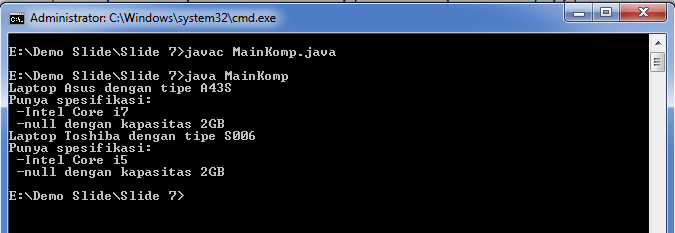 Administrator: C:\Windows\system32\cmd.exe
E:\Demo Slide\Slide 7>javac MainKomp.java
E:\Demo Slide\Slide 7>java MainKomp
Laptop Asus dengan tipe A43S
Punya spesifikasi:
-Intel Core i7
-null dengan kapasitas 2GB
Laptop Toshiba dengan tipe S006
Punya spesifikasi:
-Intel Core i5
-null dengan kapasitas 2GB
E:\Demo Slide\Slide 7>